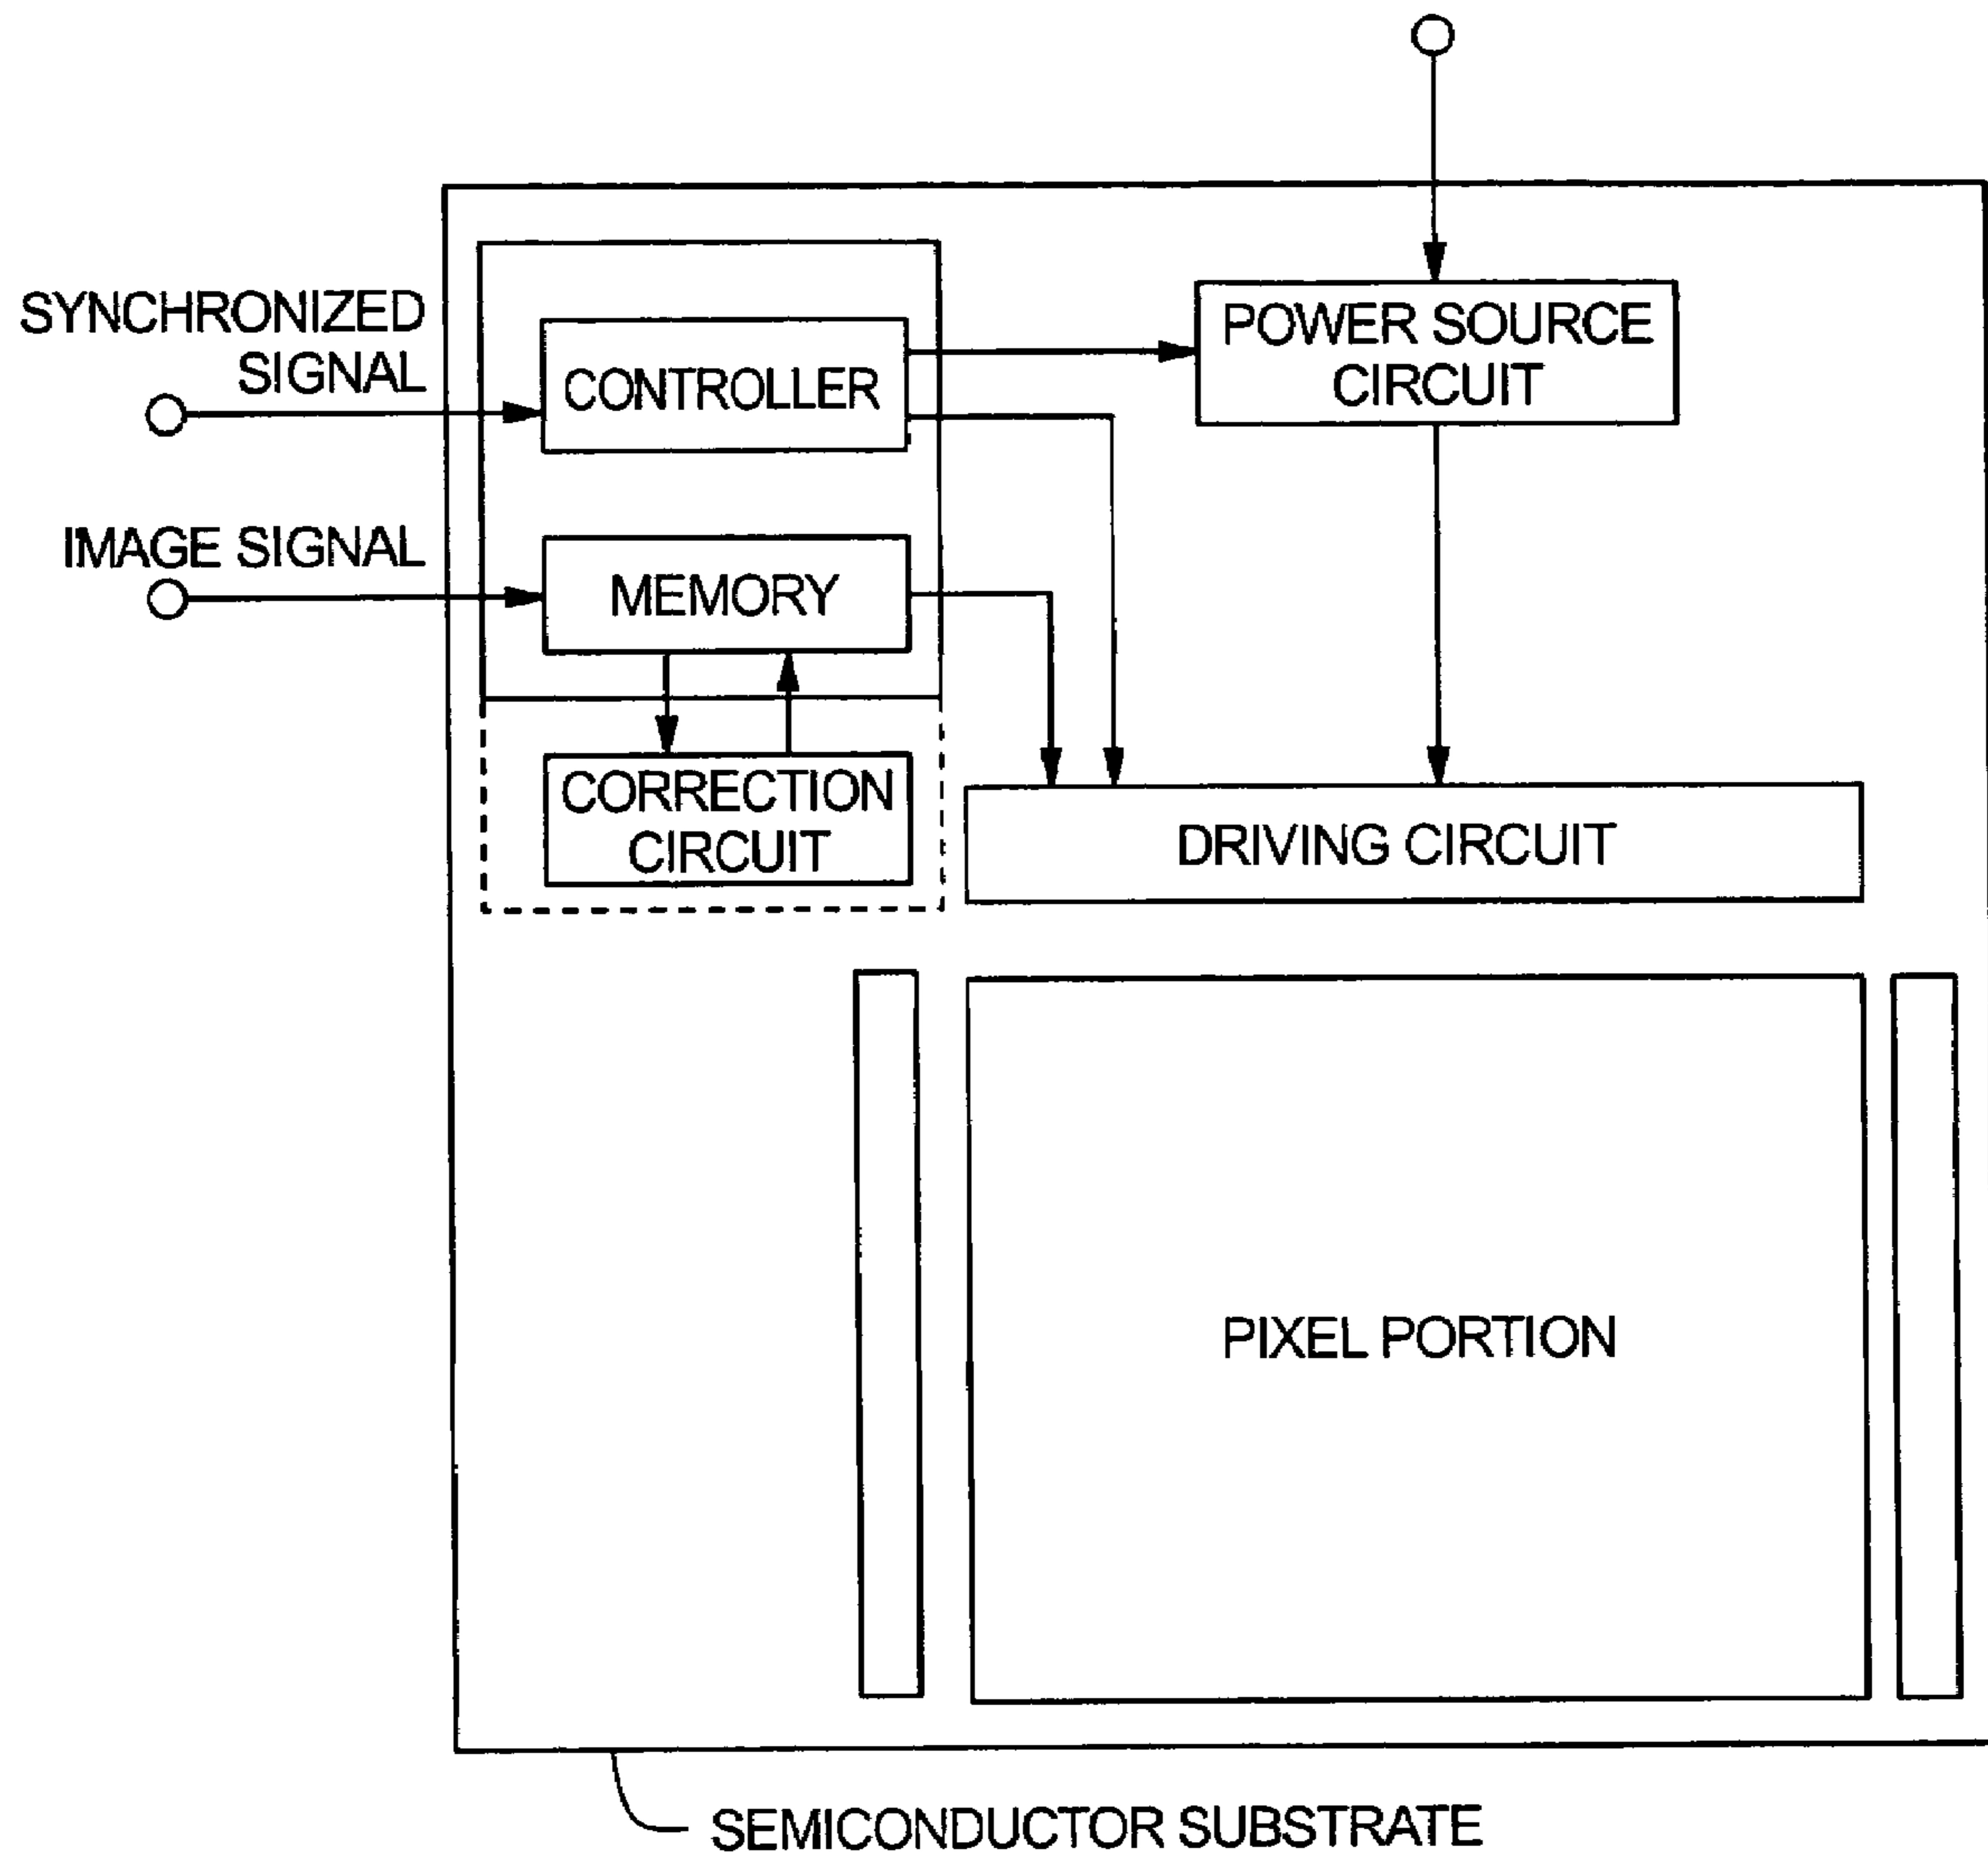 SYNCHRONIZED
SIGNAL
CONTROLLER
POWER SOURCE
CIRCUIT
IMAGE SIGNAL
MEMORY
CORRECTION
CIRCUIT
DRIVING CIRCUIT
PIXEL PORTION
SEMICONDUCTOR SUBSTRATE